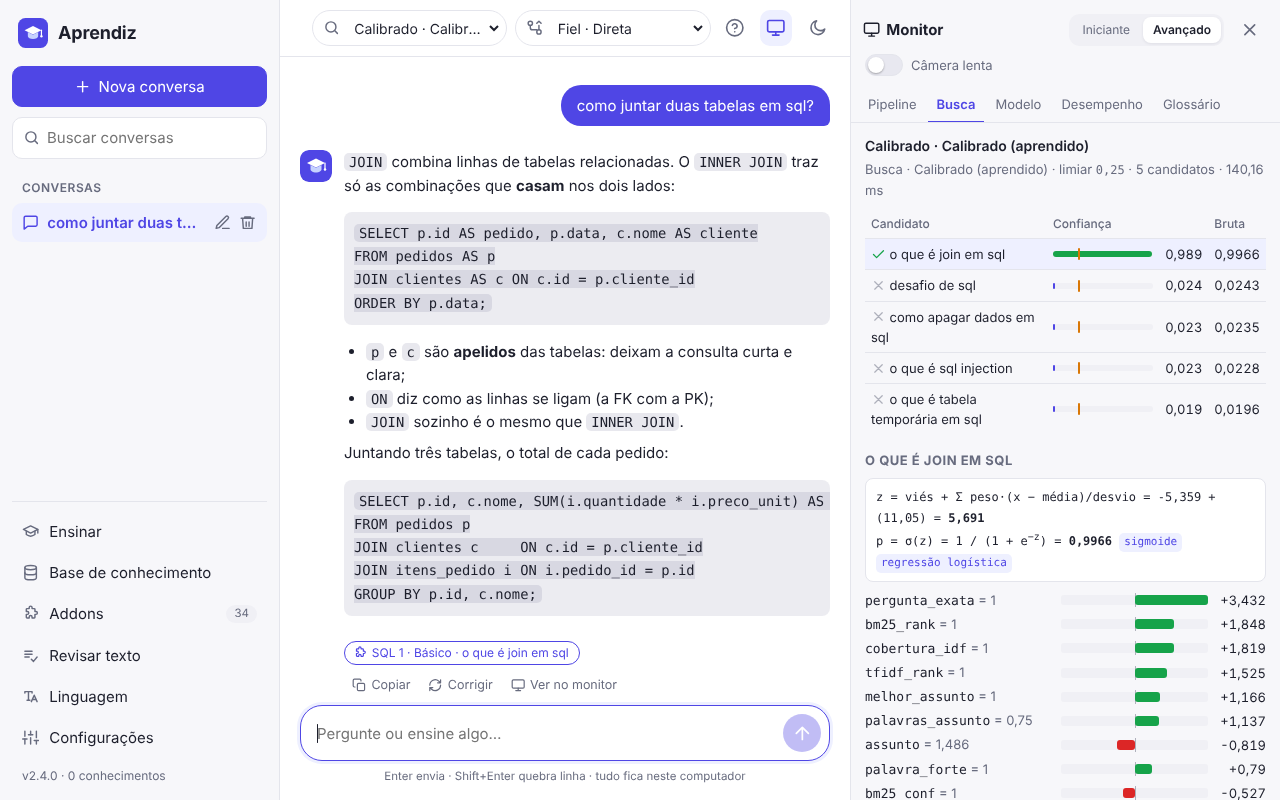 Aprendiz
Nova conversa
Buscar conversas
CONVERSAS
como juntar duas t...
Ensinar
Base de conhecimento
Addons 34
Revisar texto
Linguagem
Configurações
v2.4.0 · 0 conhecimentos
Calibrado · Calibr...
Fiel · Direta
como juntar duas tabelas em sql?
JOIN combina linhas de tabelas relacionadas. O INNER JOIN traz
só as combinações que casam nos dois lados:
SELECT p.id AS pedido, p.data, c.nome AS cliente
FROM pedidos AS p
JOIN clientes AS c ON c.id = p.cliente_id
ORDER BY p.data;
• p e c são apelidos das tabelas: deixam a consulta curta e
clara;
• ON diz como as linhas se ligam (a FK com a PK);
• JOIN sozinho é o mesmo que INNER JOIN.
Juntando três tabelas, o total de cada pedido:
SELECT p.id, c.nome, SUM(i.quantidade * i.preco_unit) AS
FROM pedidos p
JOIN clientes c     ON c.id = p.cliente_id
JOIN itens_pedido i ON i.pedido_id = p.id
GROUP BY p.id, c.nome;
SQL 1 · Básico · o que é join em sql
Copiar Corrigir Ver no monitor
Pergunte ou ensine algo...
Enter envia · Shift+Enter quebra linha · tudo fica neste computador
Monitor
Iniciante Avançado
Câmera lenta
Pipeline Busca Modelo Desempenho Glossário
Calibrado · Calibrado (aprendido)
Busca · Calibrado (aprendido) · limiar 0,25 · 5 candidatos · 140,16
ms
Candidato Confiança Bruta
o que é join em sql 0,989 0,9966
desafio de sql 0,024 0,0243
como apagar dados em
sql 0,023 0,0235
o que é sql injection 0,023 0,0228
o que é tabela
temporária em sql 0,019 0,0196
O QUE É JOIN EM SQL
z = viés + Σ peso·(x − média)/desvio = -5,359 +
(11,05) = 5,691
p = σ(z) = 1 / (1 + e−z) = 0,9966 sigmoide
regressão logística
pergunta_exata = 1 +3,432
bm25_rank = 1 +1,848
cobertura_idf = 1 +1,819
tfidf_rank = 1 +1,525
melhor_assunto = 1 +1,166
palavras_assunto = 0,75 +1,137
assunto = 1,486 -0,819
palavra_forte = 1 +0,79
bm25_conf = 1 -0,527